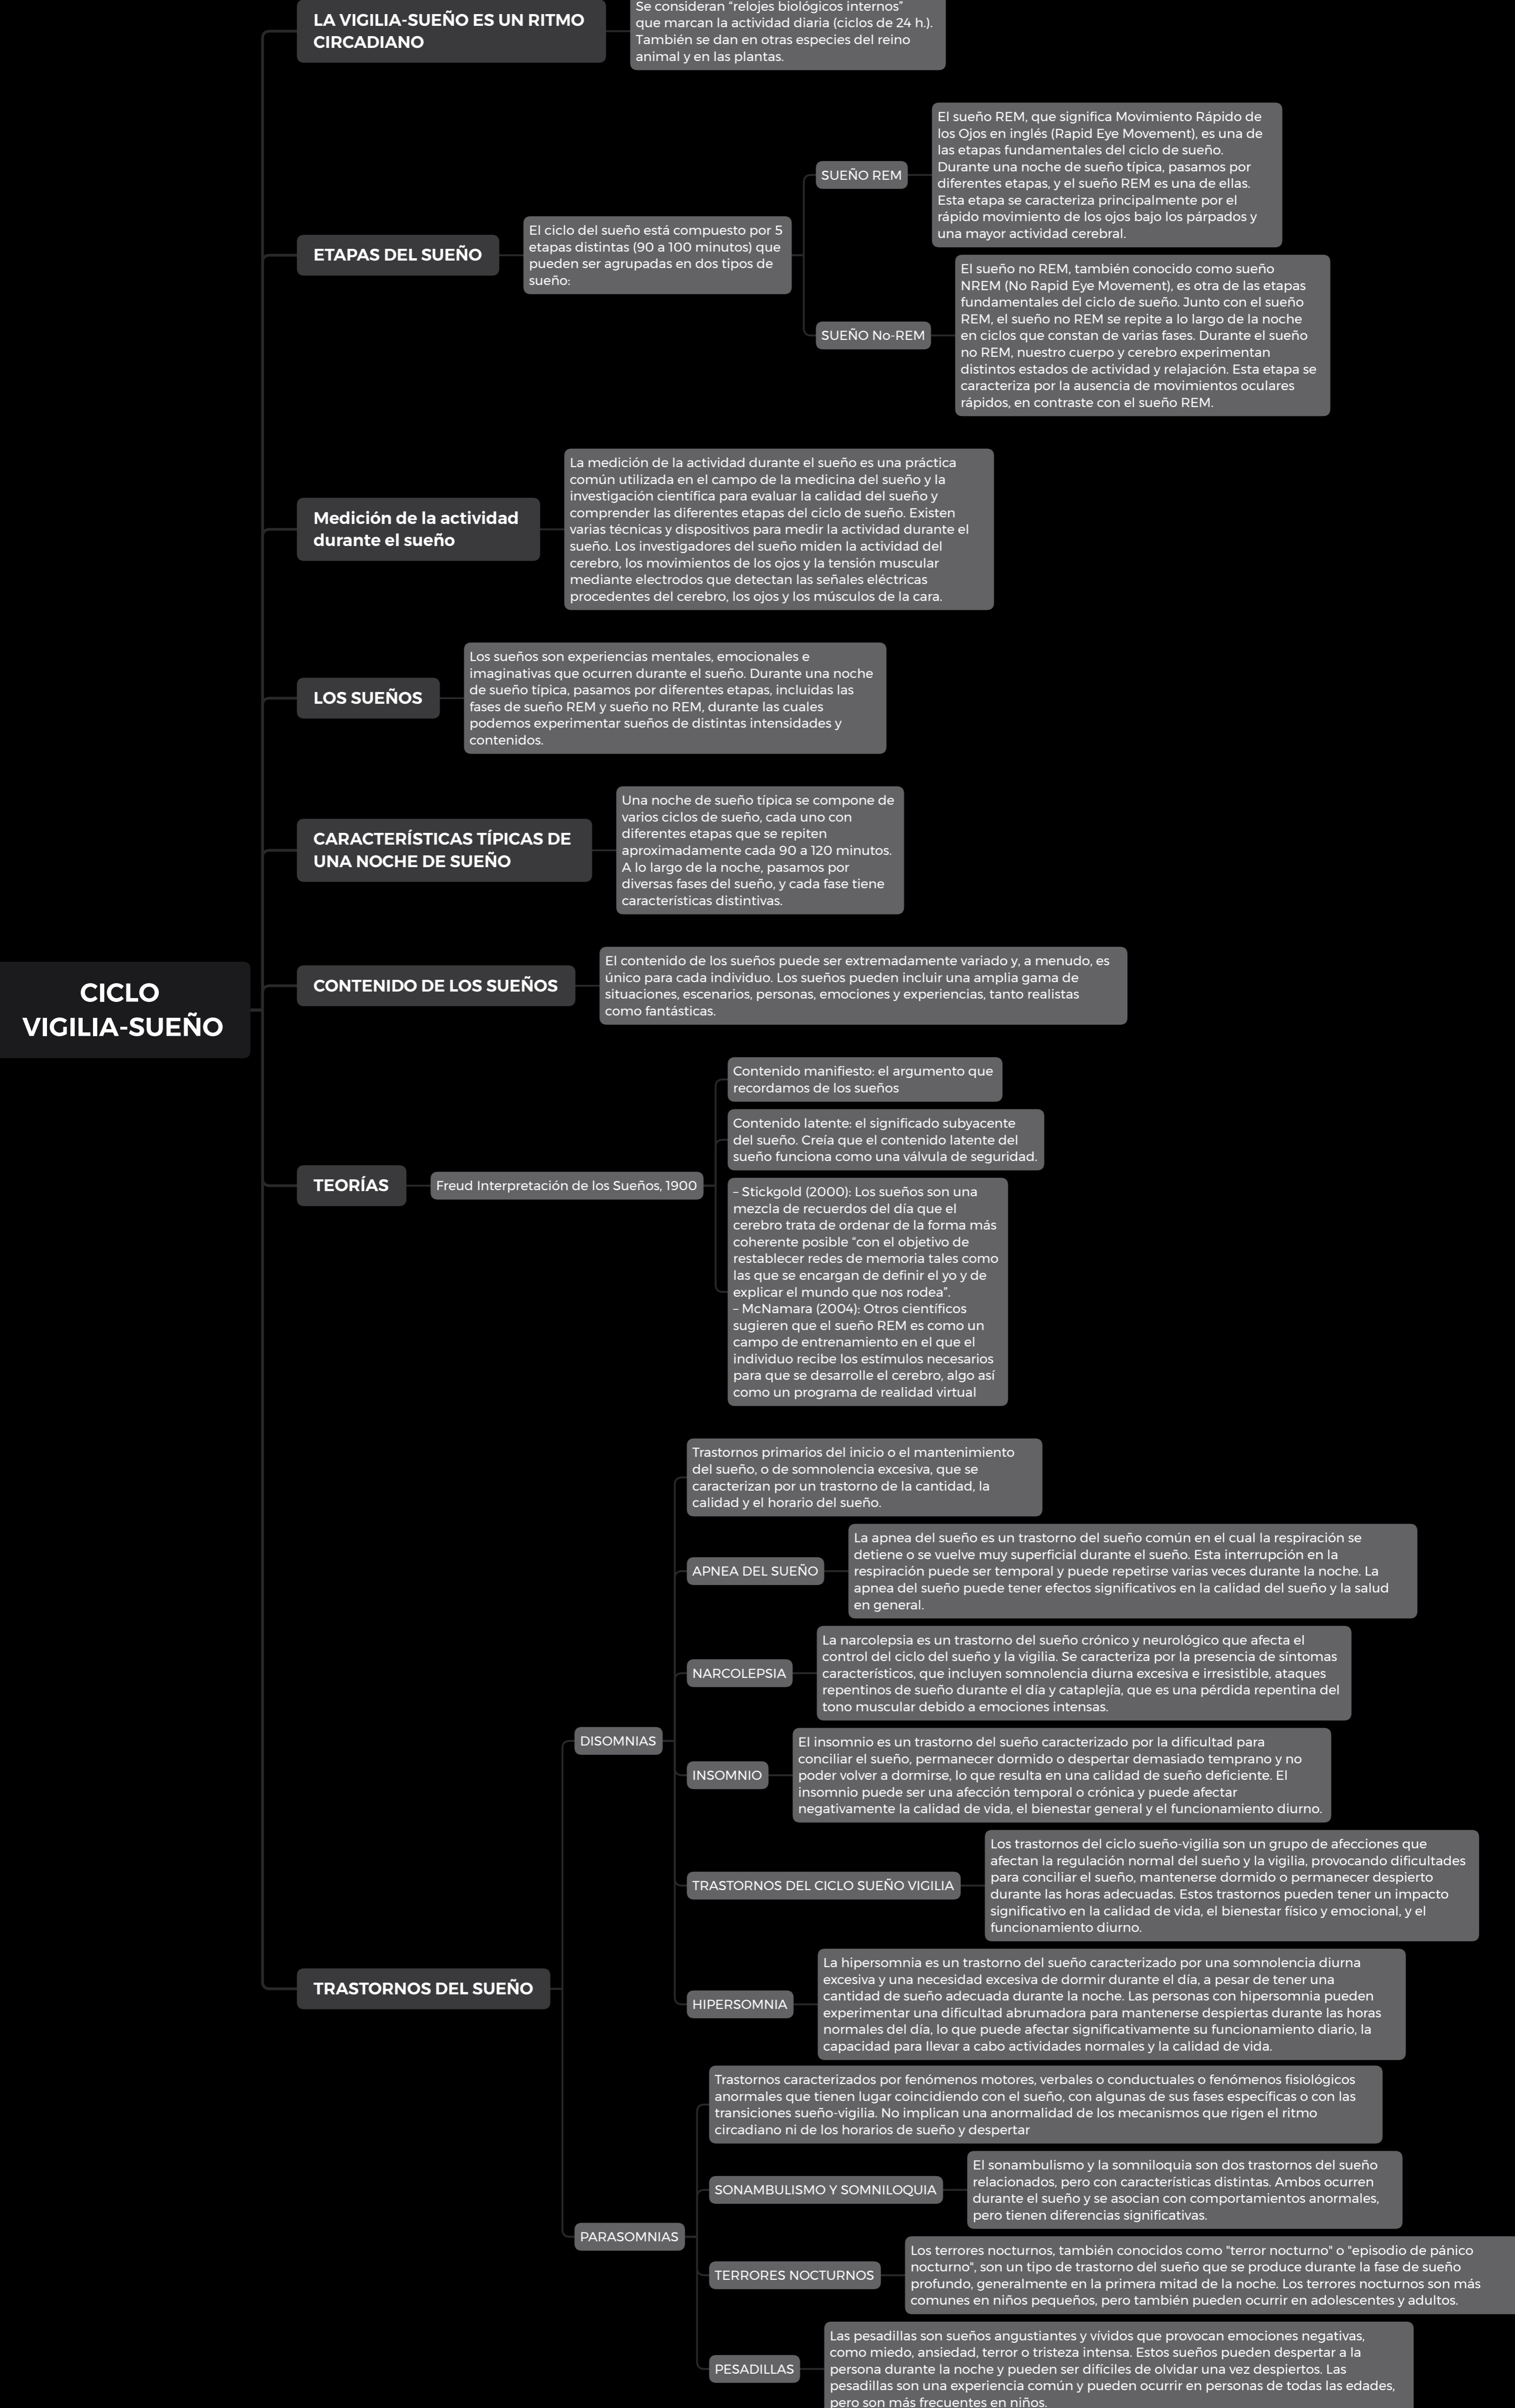 CICLO
VIGILIA-SUEÑO
LA VIGILIA-SUEÑO ES UN RITMO
CIRCADIANO
Se consideran “relojes biológicos internos”
que marcan la actividad diaria (ciclos de 24 h.).
También se dan en otras especies del reino
animal y en las plantas.
ETAPAS DEL SUEÑO
El ciclo del sueño está compuesto por 5
etapas distintas (90 a 100 minutos) que
pueden ser agrupadas en dos tipos de
sueño:
SUEÑO REM
El sueño REM, que significa Movimiento Rápido de
los Ojos en inglés (Rapid Eye Movement), es una de
las etapas fundamentales del ciclo de sueño.
Durante una noche de sueño típica, pasamos por
diferentes etapas, y el sueño REM es una de ellas.
Esta etapa se caracteriza principalmente por el
rápido movimiento de los ojos bajo los párpados y
una mayor actividad cerebral.
SUEÑO No-REM
El sueño no REM, también conocido como sueño
NREM (No Rapid Eye Movement), es otra de las etapas
fundamentales del ciclo de sueño. Junto con el sueño
REM, el sueño no REM se repite a lo largo de la noche
en ciclos que constan de varias fases. Durante el sueño
no REM, nuestro cuerpo y cerebro experimentan
distintos estados de actividad y relajación. Esta etapa se
caracteriza por la ausencia de movimientos oculares
rápidos, en contraste con el sueño REM.
Medición de la actividad
durante el sueño
La medición de la actividad durante el sueño es una práctica
común utilizada en el campo de la medicina del sueño y la
investigación científica para evaluar la calidad del sueño y
comprender las diferentes etapas del ciclo de sueño. Existen
varias técnicas y dispositivos para medir la actividad durante el
sueño. Los investigadores del sueño miden la actividad del
cerebro, los movimientos de los ojos y la tensión muscular
mediante electrodos que detectan las señales eléctricas
procedentes del cerebro, los ojos y los músculos de la cara.
LOS SUEÑOS
Los sueños son experiencias mentales, emocionales e
imaginativas que ocurren durante el sueño. Durante una noche
de sueño típica, pasamos por diferentes etapas, incluidas las
fases de sueño REM y sueño no REM, durante las cuales
podemos experimentar sueños de distintas intensidades y
contenidos.
CARACTERÍSTICAS TÍPICAS DE
UNA NOCHE DE SUEÑO
Una noche de sueño típica se compone de
varios ciclos de sueño, cada uno con
diferentes etapas que se repiten
aproximadamente cada 90 a 120 minutos.
A lo largo de la noche, pasamos por
diversas fases del sueño, y cada fase tiene
características distintivas.
CONTENIDO DE LOS SUEÑOS
El contenido de los sueños puede ser extremadamente variado y, a menudo, es
único para cada individuo. Los sueños pueden incluir una amplia gama de
situaciones, escenarios, personas, emociones y experiencias, tanto realistas
como fantásticas.
TEORÍAS
Freud Interpretación de los Sueños, 1900
Contenido manifiesto: el argumento que
recordamos de los sueños
Contenido latente: el significado subyacente
del sueño. Creía que el contenido latente del
sueño funciona como una válvula de seguridad.
– Stickgold (2000): Los sueños son una
mezcla de recuerdos del día que el
cerebro trata de ordenar de la forma más
coherente posible “con el objetivo de
restablecer redes de memoria tales como
las que se encargan de definir el yo y de
explicar el mundo que nos rodea”.
– McNamara (2004): Otros científicos
sugieren que el sueño REM es como un
campo de entrenamiento en el que el
individuo recibe los estímulos necesarios
para que se desarrolle el cerebro, algo así
como un programa de realidad virtual
TRASTORNOS DEL SUEÑO
DISOMNIAS
Trastornos primarios del inicio o el mantenimiento
del sueño, o de somnolencia excesiva, que se
caracterizan por un trastorno de la cantidad, la
calidad y el horario del sueño.
APNEA DEL SUEÑO
La apnea del sueño es un trastorno del sueño común en el cual la respiración se
detiene o se vuelve muy superficial durante el sueño. Esta interrupción en la
respiración puede ser temporal y puede repetirse varias veces durante la noche. La
apnea del sueño puede tener efectos significativos en la calidad del sueño y la salud
en general.
NARCOLEPSIA
La narcolepsia es un trastorno del sueño crónico y neurológico que afecta el
control del ciclo del sueño y la vigilia. Se caracteriza por la presencia de síntomas
característicos, que incluyen somnolencia diurna excesiva e irresistible, ataques
repentinos de sueño durante el día y cataplejía, que es una pérdida repentina del
tono muscular debido a emociones intensas.
INSOMNIO
El insomnio es un trastorno del sueño caracterizado por la dificultad para
conciliar el sueño, permanecer dormido o despertar demasiado temprano y no
poder volver a dormirse, lo que resulta en una calidad de sueño deficiente. El
insomnio puede ser una afección temporal o crónica y puede afectar
negativamente la calidad de vida, el bienestar general y el funcionamiento diurno.
TRASTORNOS DEL CICLO SUEÑO VIGILIA
Los trastornos del ciclo sueño-vigilia son un grupo de afecciones que
afectan la regulación normal del sueño y la vigilia, provocando dificultades
para conciliar el sueño, mantenerse dormido o permanecer despierto
durante las horas adecuadas. Estos trastornos pueden tener un impacto
significativo en la calidad de vida, el bienestar físico y emocional, y el
funcionamiento diurno.
HIPERSOMNIA
La hipersomnia es un trastorno del sueño caracterizado por una somnolencia diurna
excesiva y una necesidad excesiva de dormir durante el día, a pesar de tener una
cantidad de sueño adecuada durante la noche. Las personas con hipersomnia pueden
experimentar una dificultad abrumadora para mantenerse despiertas durante las horas
normales del día, lo que puede afectar significativamente su funcionamiento diario, la
capacidad para llevar a cabo actividades normales y la calidad de vida.
PARASOMNIAS
Trastornos caracterizados por fenómenos motores, verbales o conductuales o fenómenos fisiológicos
anormales que tienen lugar coincidiendo con el sueño, con algunas de sus fases específicas o con las
transiciones sueño-vigilia. No implican una anormalidad de los mecanismos que rigen el ritmo
circadiano ni de los horarios de sueño y despertar
SONAMBULISMO Y SOMNILOQUIA
El sonambulismo y la somniloquia son dos trastornos del sueño
relacionados, pero con características distintas. Ambos ocurren
durante el sueño y se asocian con comportamientos anormales,
pero tienen diferencias significativas.
TERRORES NOCTURNOS
Los terrores nocturnos, también conocidos como "terror nocturno" o "episodio de pánico
nocturno", son un tipo de trastorno del sueño que se produce durante la fase de sueño
profundo, generalmente en la primera mitad de la noche. Los terrores nocturnos son más
comunes en niños pequeños, pero también pueden ocurrir en adolescentes y adultos.
PESADILLAS
Las pesadillas son sueños angustiantes y vívidos que provocan emociones negativas,
como miedo, ansiedad, terror o tristeza intensa. Estos sueños pueden despertar a la
persona durante la noche y pueden ser difíciles de olvidar una vez despiertos. Las
pesadillas son una experiencia común y pueden ocurrir en personas de todas las edades,
pero son más frecuentes en niños.